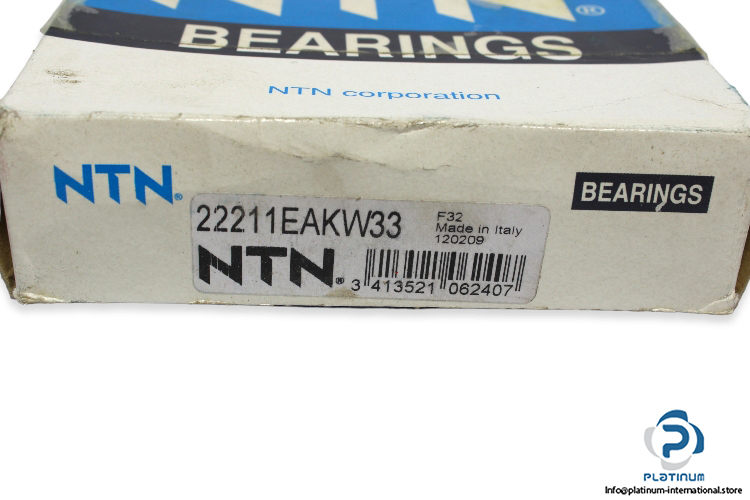 NTN®
BEARINGS
NTN corporation
NTN®
BEARINGS
22211EAKW33
F32
Made in Italy
120209
NTN®
3 413521 062407
P
PLATINUM
Info@platinum-international.store